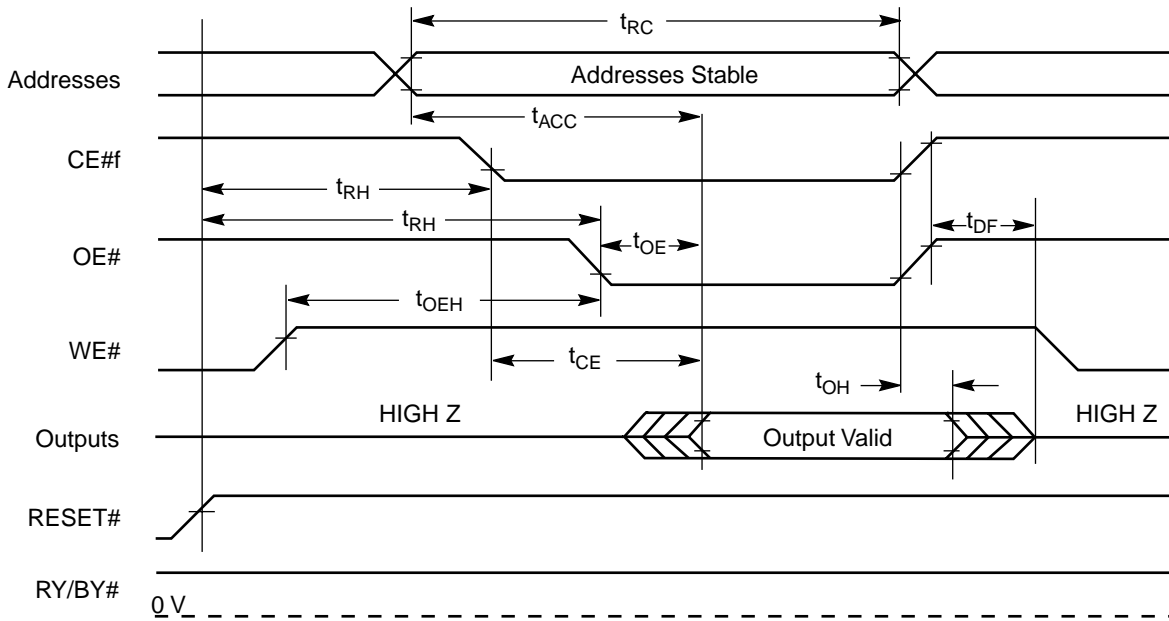 tRC
Addresses
Addresses Stable
tACC
CE#f
tRH
tRH
tDF
OE#
tOE
tOEH
WE#
tCE
tOH
HIGH Z
HIGH Z
Outputs
Output Valid
RESET#
RY/BY#
0 V